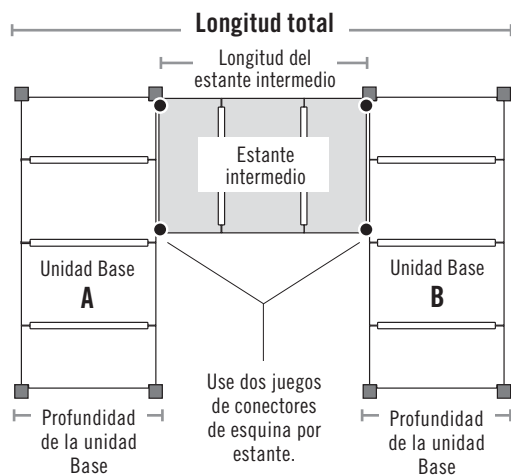 Longitud total
Longitud del
estante intermedio
Estante
intermedio
Unidad Base
A
Unidad Base
B
Use dos juegos
de conectores
de esquina por
estante.
Profundidad
de la unidad
Base
Profundidad
de la unidad
Base